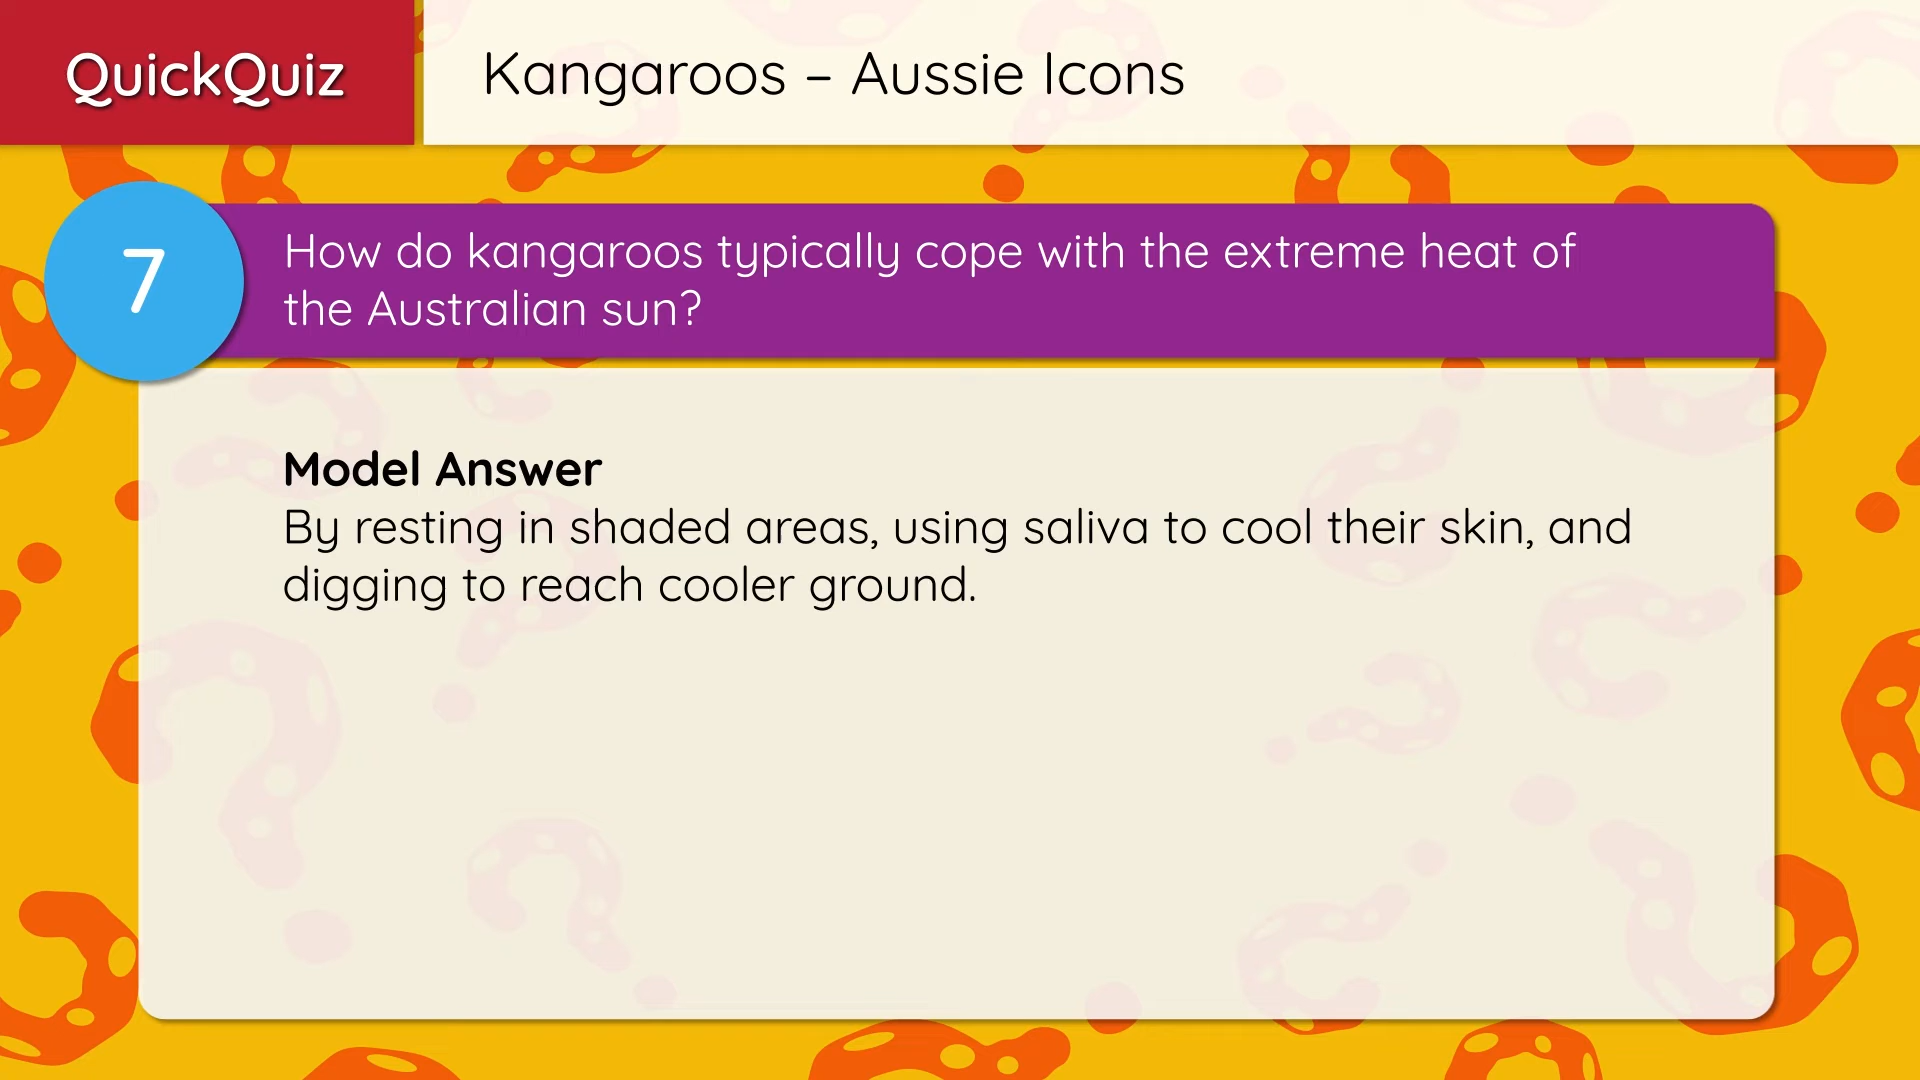 QuickQuiz
Kangaroos – Aussie Icons
7
How do kangaroos typically cope with the extreme heat of
the Australian sun?
Model Answer
By resting in shaded areas, using saliva to cool their skin, and
digging to reach cooler ground.